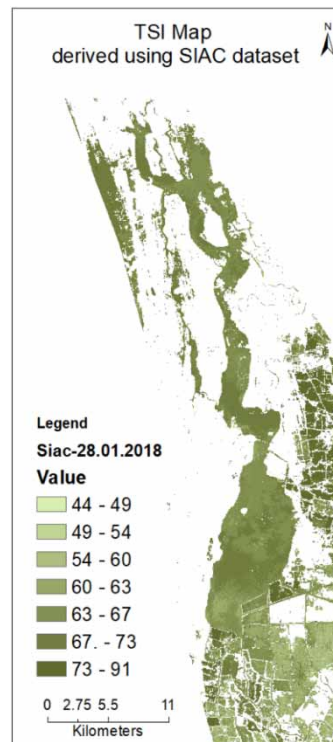 TSI Map
derived using SIAC dataset
N
Legend
Siac-28.01.2018
Value
44 - 49
49 - 54
54 - 60
60 - 63
63 - 67
67. - 73
73 - 91
0 2.75 5.5 11
Kilometers